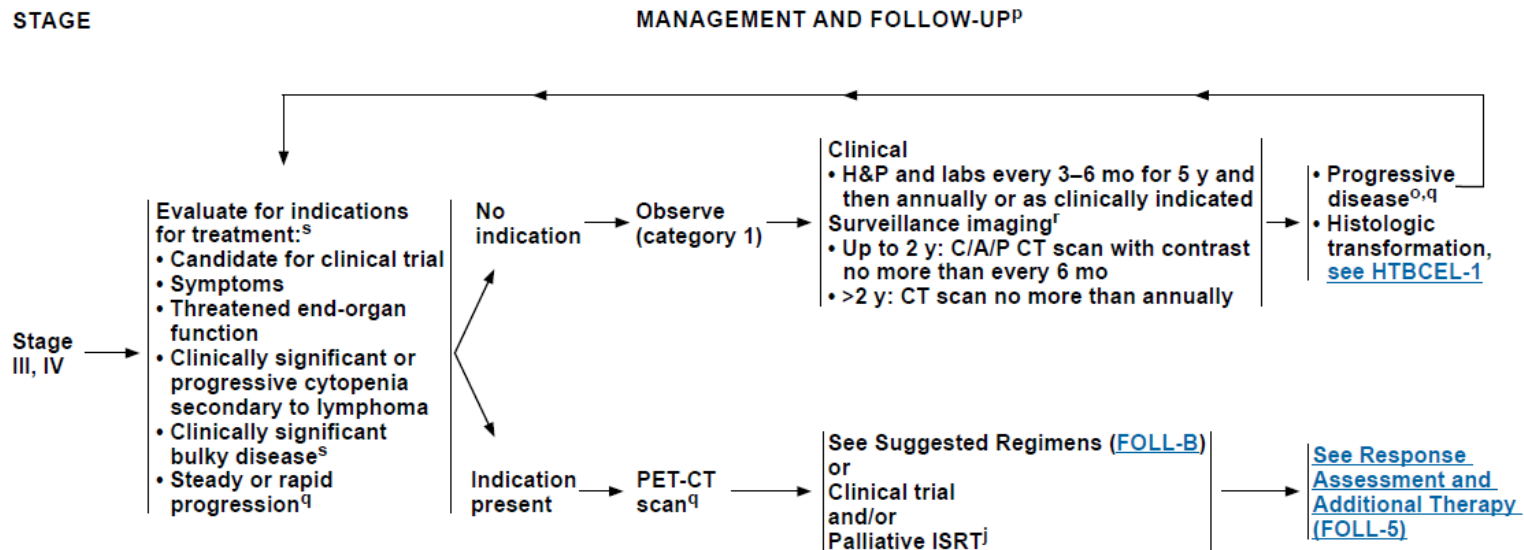 STAGE
MANAGEMENT AND FOLLOW-UPᵖ
Stage
III, IV
Evaluate for indications
for treatment:ˢ
• Candidate for clinical trial
• Symptoms
• Threatened end-organ
function
• Clinically significant or
progressive cytopenia
secondary to lymphoma
• Clinically significant
bulky diseaseˢ
• Steady or rapid
progression^q
No
indication
Observe
(category 1)
Clinical
• H&P and labs every 3–6 mo for 5 y and
then annually or as clinically indicated
Surveillance imagingʳ
• Up to 2 y: C/A/P CT scan with contrast
no more than every 6 mo
• >2 y: CT scan no more than annually
• Progressive
disease^o,q
• Histologic
transformation,
see HTBCEL-1
Indication
present
PET-CT
scan^q
See Suggested Regimens (FOLL-B)
or
Clinical trial
and/or
Palliative ISRTʲ
See Response
Assessment and
Additional Therapy
(FOLL-5)